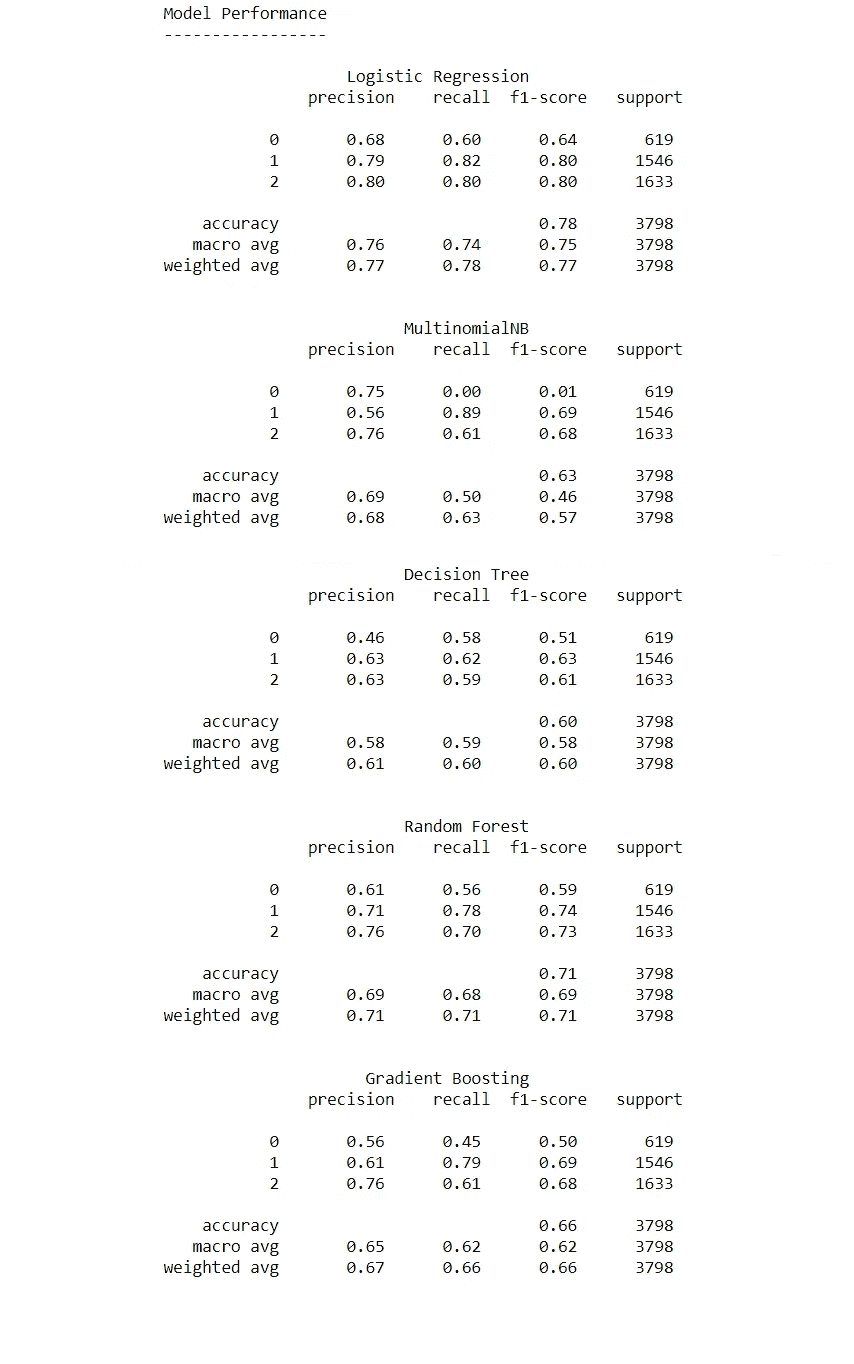 Model Performance
-----------------
Logistic Regression
precision recall f1-score support
0 0.68 0.60 0.64 619
1 0.79 0.82 0.80 1546
2 0.80 0.80 0.80 1633
accuracy 0.78 3798
macro avg 0.76 0.74 0.75 3798
weighted avg 0.77 0.78 0.77 3798
MultinomialNB
precision recall f1-score support
0 0.75 0.00 0.01 619
1 0.56 0.89 0.69 1546
2 0.76 0.61 0.68 1633
accuracy 0.63 3798
macro avg 0.69 0.50 0.46 3798
weighted avg 0.68 0.63 0.57 3798
Decision Tree
precision recall f1-score support
0 0.46 0.58 0.51 619
1 0.63 0.62 0.63 1546
2 0.63 0.59 0.61 1633
accuracy 0.60 3798
macro avg 0.58 0.59 0.58 3798
weighted avg 0.61 0.60 0.60 3798
Random Forest
precision recall f1-score support
0 0.61 0.56 0.59 619
1 0.71 0.78 0.74 1546
2 0.76 0.70 0.73 1633
accuracy 0.71 3798
macro avg 0.69 0.68 0.69 3798
weighted avg 0.71 0.71 0.71 3798
Gradient Boosting
precision recall f1-score support
0 0.56 0.45 0.50 619
1 0.61 0.79 0.69 1546
2 0.76 0.61 0.68 1633
accuracy 0.66 3798
macro avg 0.65 0.62 0.62 3798
weighted avg 0.67 0.66 0.66 3798